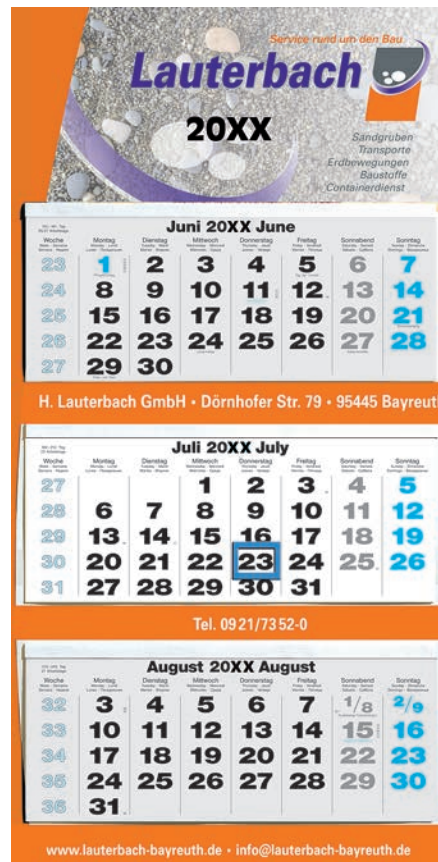 Service rund um den Bau
Lauterbach
20XX
Sandgruben
Transporte
Erdbewegungen
Baustoffe
Containerdienst
Juni 20XX June
Woche Montag Dienstag Mittwoch Donnerstag Freitag Sonnabend Sonntag
23 1 2 3 4 5 6 7
24 8 9 10 11 12 13 14
25 15 16 17 18 19 20 21
26 22 23 24 25 26 27 28
27 29 30
H. Lauterbach GmbH • Dörnhofer Str. 79 • 95445 Bayreut
Juli 20XX July
Woche Montag Dienstag Mittwoch Donnerstag Freitag Sonnabend Sonntag
27 1 2 3 4 5
28 6 7 8 9 10 11 12
29 13 14 15 16 17 18 19
30 20 21 22 23 24 25 26
31 27 28 29 30 31
Tel. 09 21/73 52-0
August 20XX August
Woche Montag Dienstag Mittwoch Donnerstag Freitag Sonnabend Sonntag
32 3 4 5 6 7 1/8 2/9
33 10 11 12 13 14 15 16
34 17 18 19 20 21 22 23
35 24 25 26 27 28 29 30
36 31
www.lauterbach-bayreuth.de • info@lauterbach-bayreuth.de